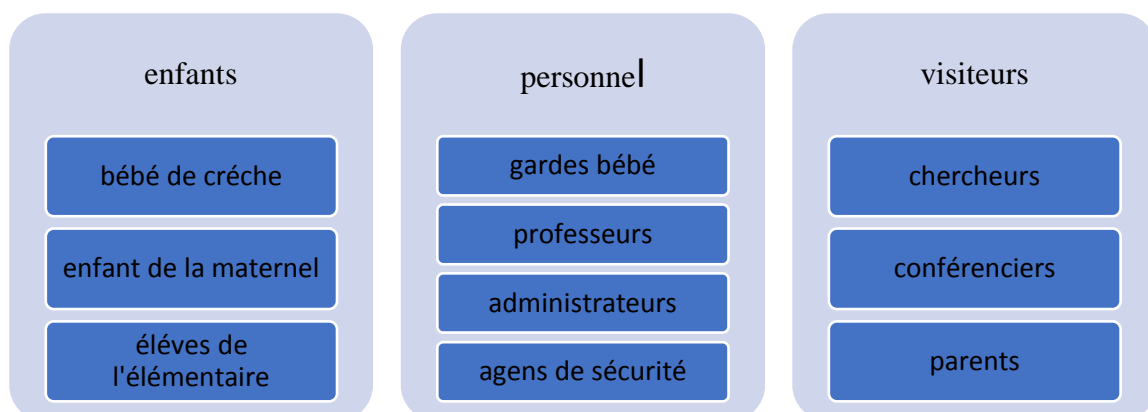 enfants
bébé de créche
enfant de la maternel
éléves de
l'élémentaire
personnel
gardes bébé
professeurs
administrateurs
agens de sécurité
visiteurs
chercheurs
conférenciers
parents